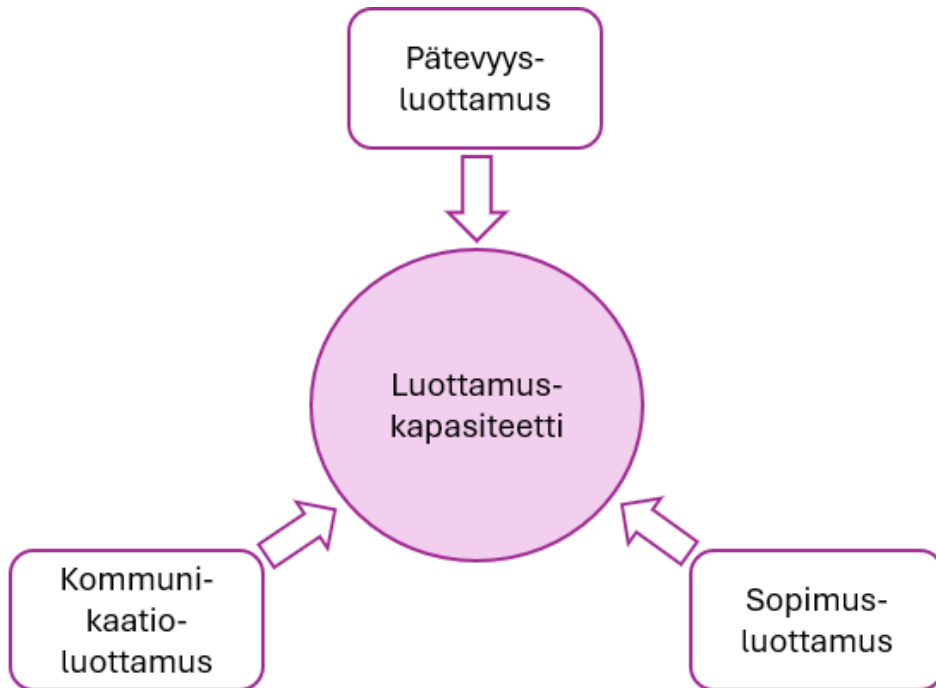 Pätevyys-
luottamus
Luottamus-
kapasiteetti
Kommuni-
kaatio-
luottamus
Sopimus-
luottamus